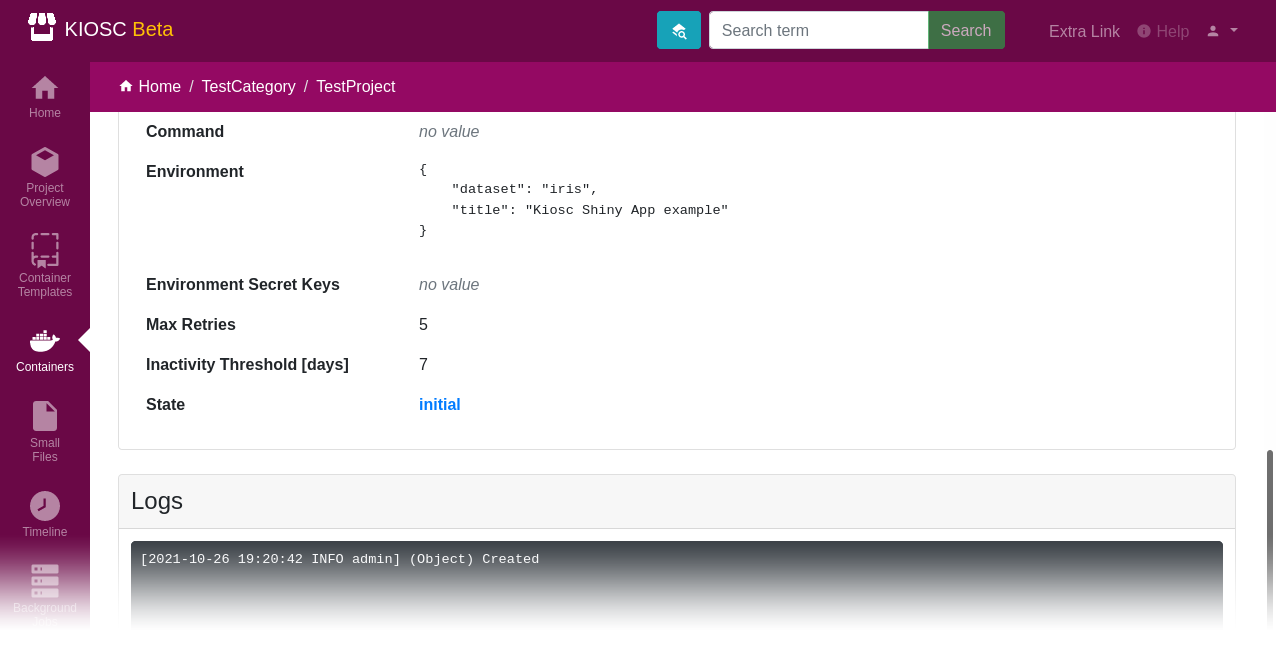 KIOSC Beta
Search term
Search
Extra Link
Help
Home / TestCategory / TestProject
Home
Project
Overview
Container
Templates
Containers
Small
Files
Timeline
Background
Command no value
Environment {
"dataset": "iris",
"title": "Kiosc Shiny App example"
}
Environment Secret Keys no value
Max Retries 5
Inactivity Threshold [days] 7
State initial
Logs
[2021-10-26 19:20:42 INFO admin] (Object) Created